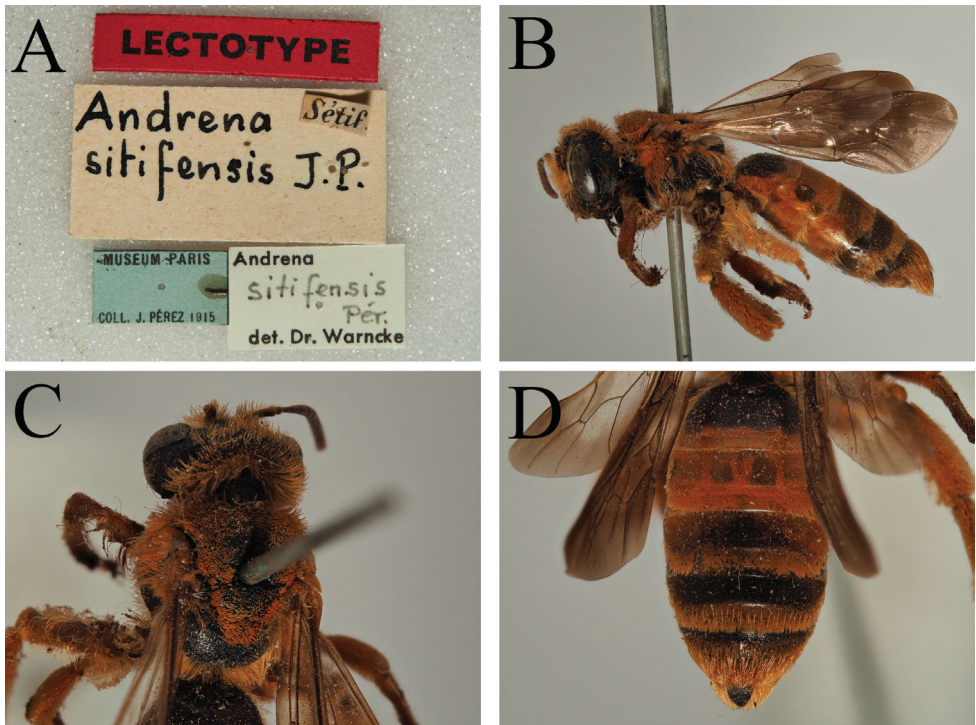 A
LECTOTYPE
Sétif
Andrena
sitifensis J.P.
MUSEUM PARIS
COLL. J. PÉREZ 1915
Andrena
sitifensis
Pér.
det. Dr. Warncke
B
C
D